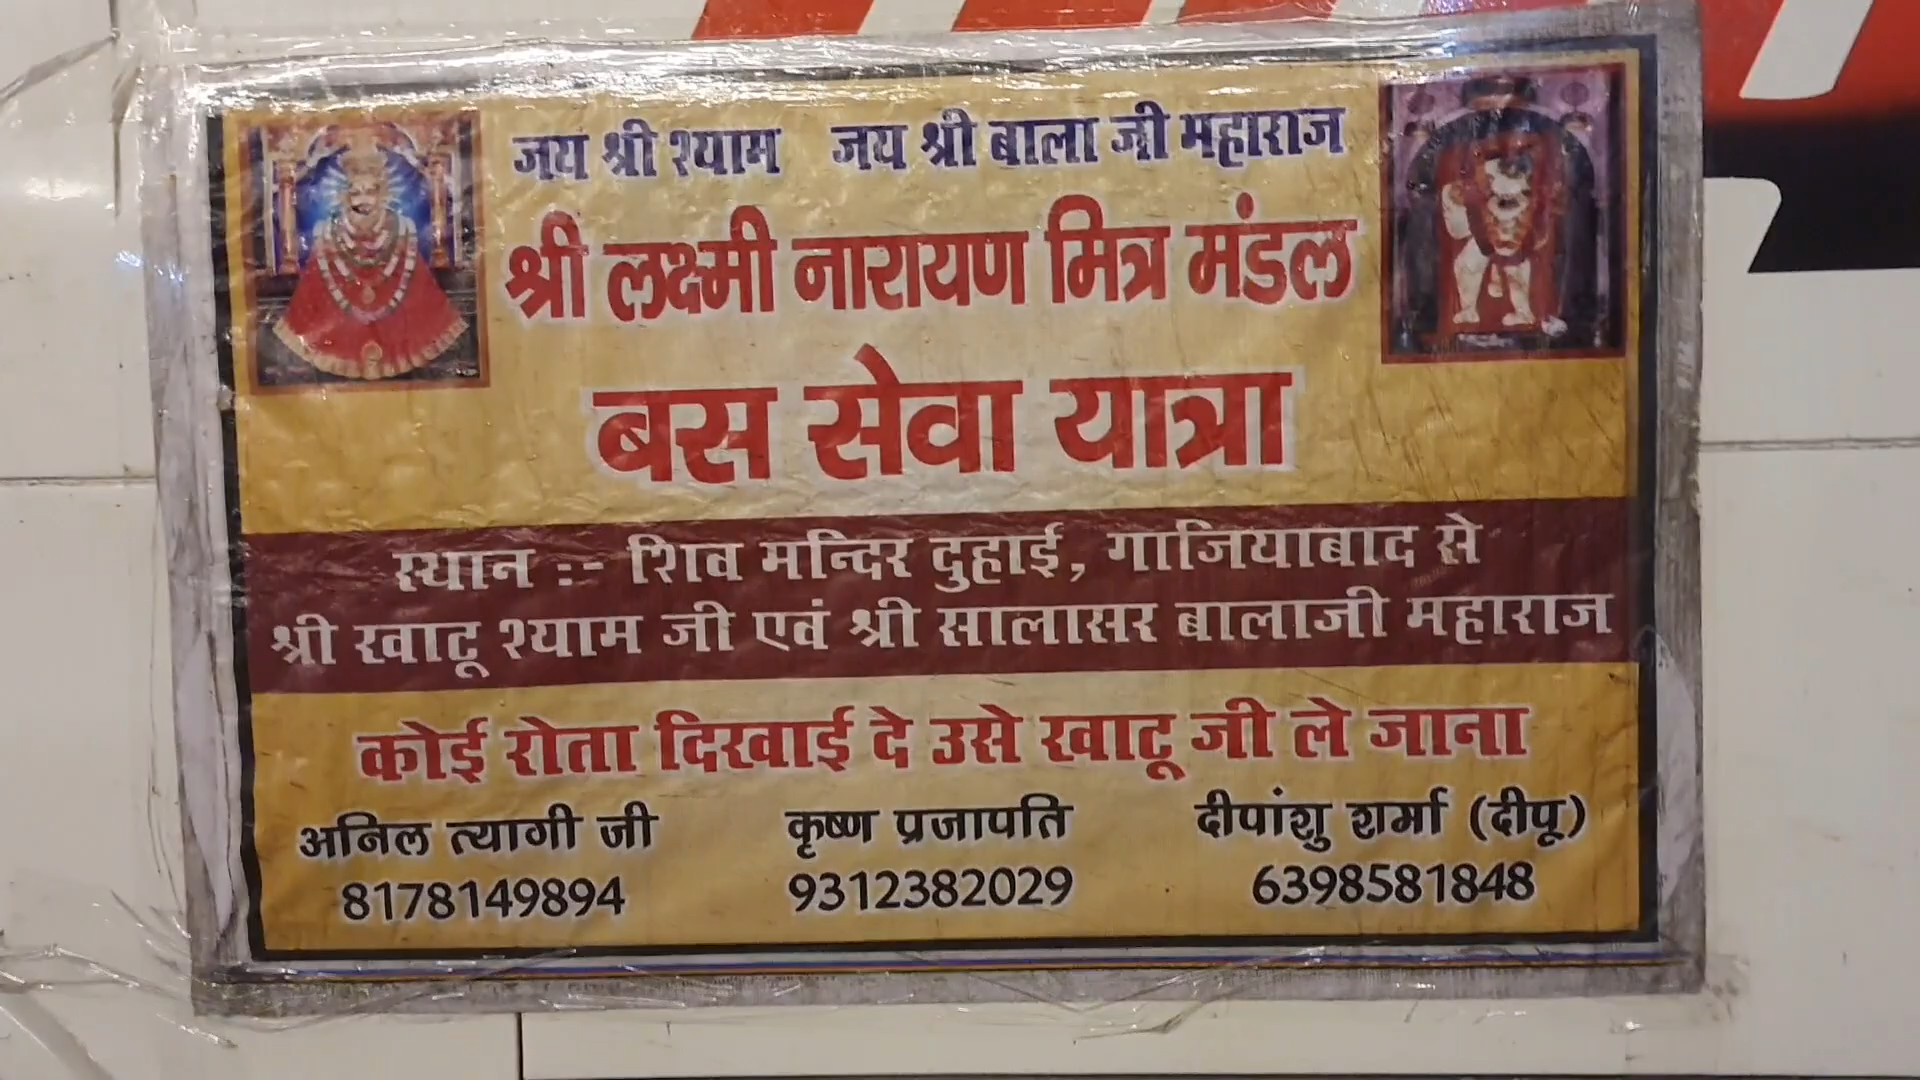 जय श्री श्याम जय श्री बाला जी महाराज
श्री लक्ष्मी नारायण मित्र मंडल
बस सेवा यात्रा
स्थान :- शिव मन्दिर दुहाई, गाजियाबाद से
श्री खाटू श्याम जी एवं श्री सालासर बालाजी महाराज
कोई रोता दिखाई दे उसे खाटू जी ले जाना
अनिल त्यागी जी कृष्ण प्रजापति दीपांशु शर्मा (दीपू)
8178149894 9312382029 6398581848